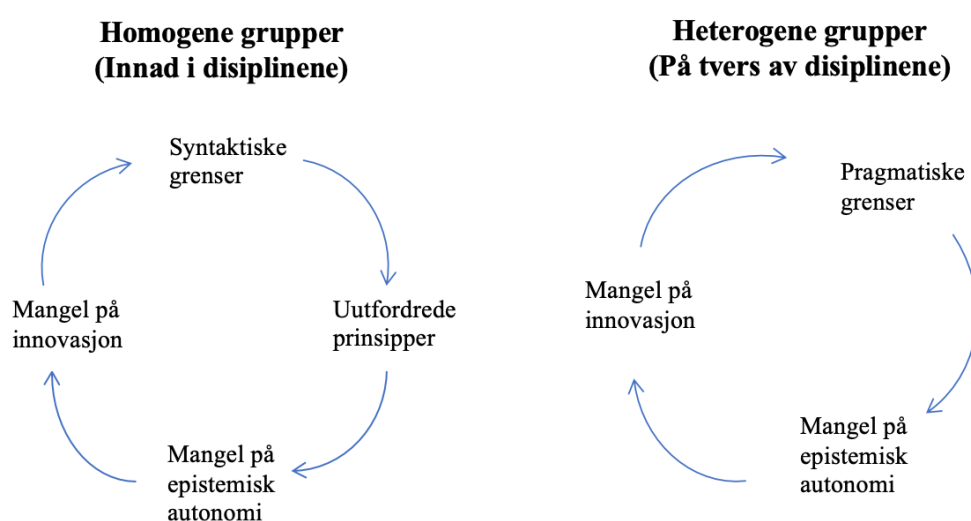 Homogene grupper
(Innad i disiplinene)
Syntaktiske
grenser
Uutfordrede
prinsipper
Mangel på
epistemisk
autonomi
Mangel på
innovasjon
Heterogene grupper
(På tvers av disiplinene)
Pragmatiske
grenser
Mangel på
epistemisk
autonomi
Mangel på
innovasjon